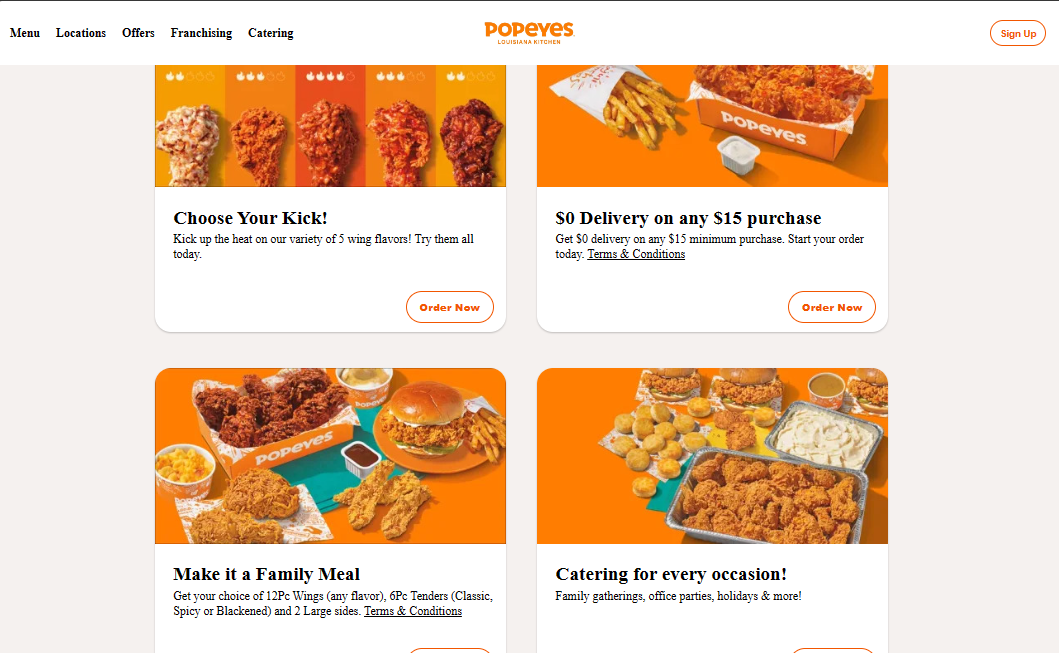 Menu Locations Offers Franchising Catering
POPEYES
LOUISIANA KITCHEN
Sign Up
POPEYES
Choose Your Kick!
Kick up the heat on our variety of 5 wing flavors! Try them all
today.
Order Now
$0 Delivery on any $15 purchase
Get $0 delivery on any $15 minimum purchase. Start your order
today. Terms & Conditions
Order Now
POPEYES
Make it a Family Meal
Get your choice of 12Pc Wings (any flavor), 6Pc Tenders (Classic,
Spicy or Blackened) and 2 Large sides. Terms & Conditions
Catering for every occasion!
Family gatherings, office parties, holidays & more!